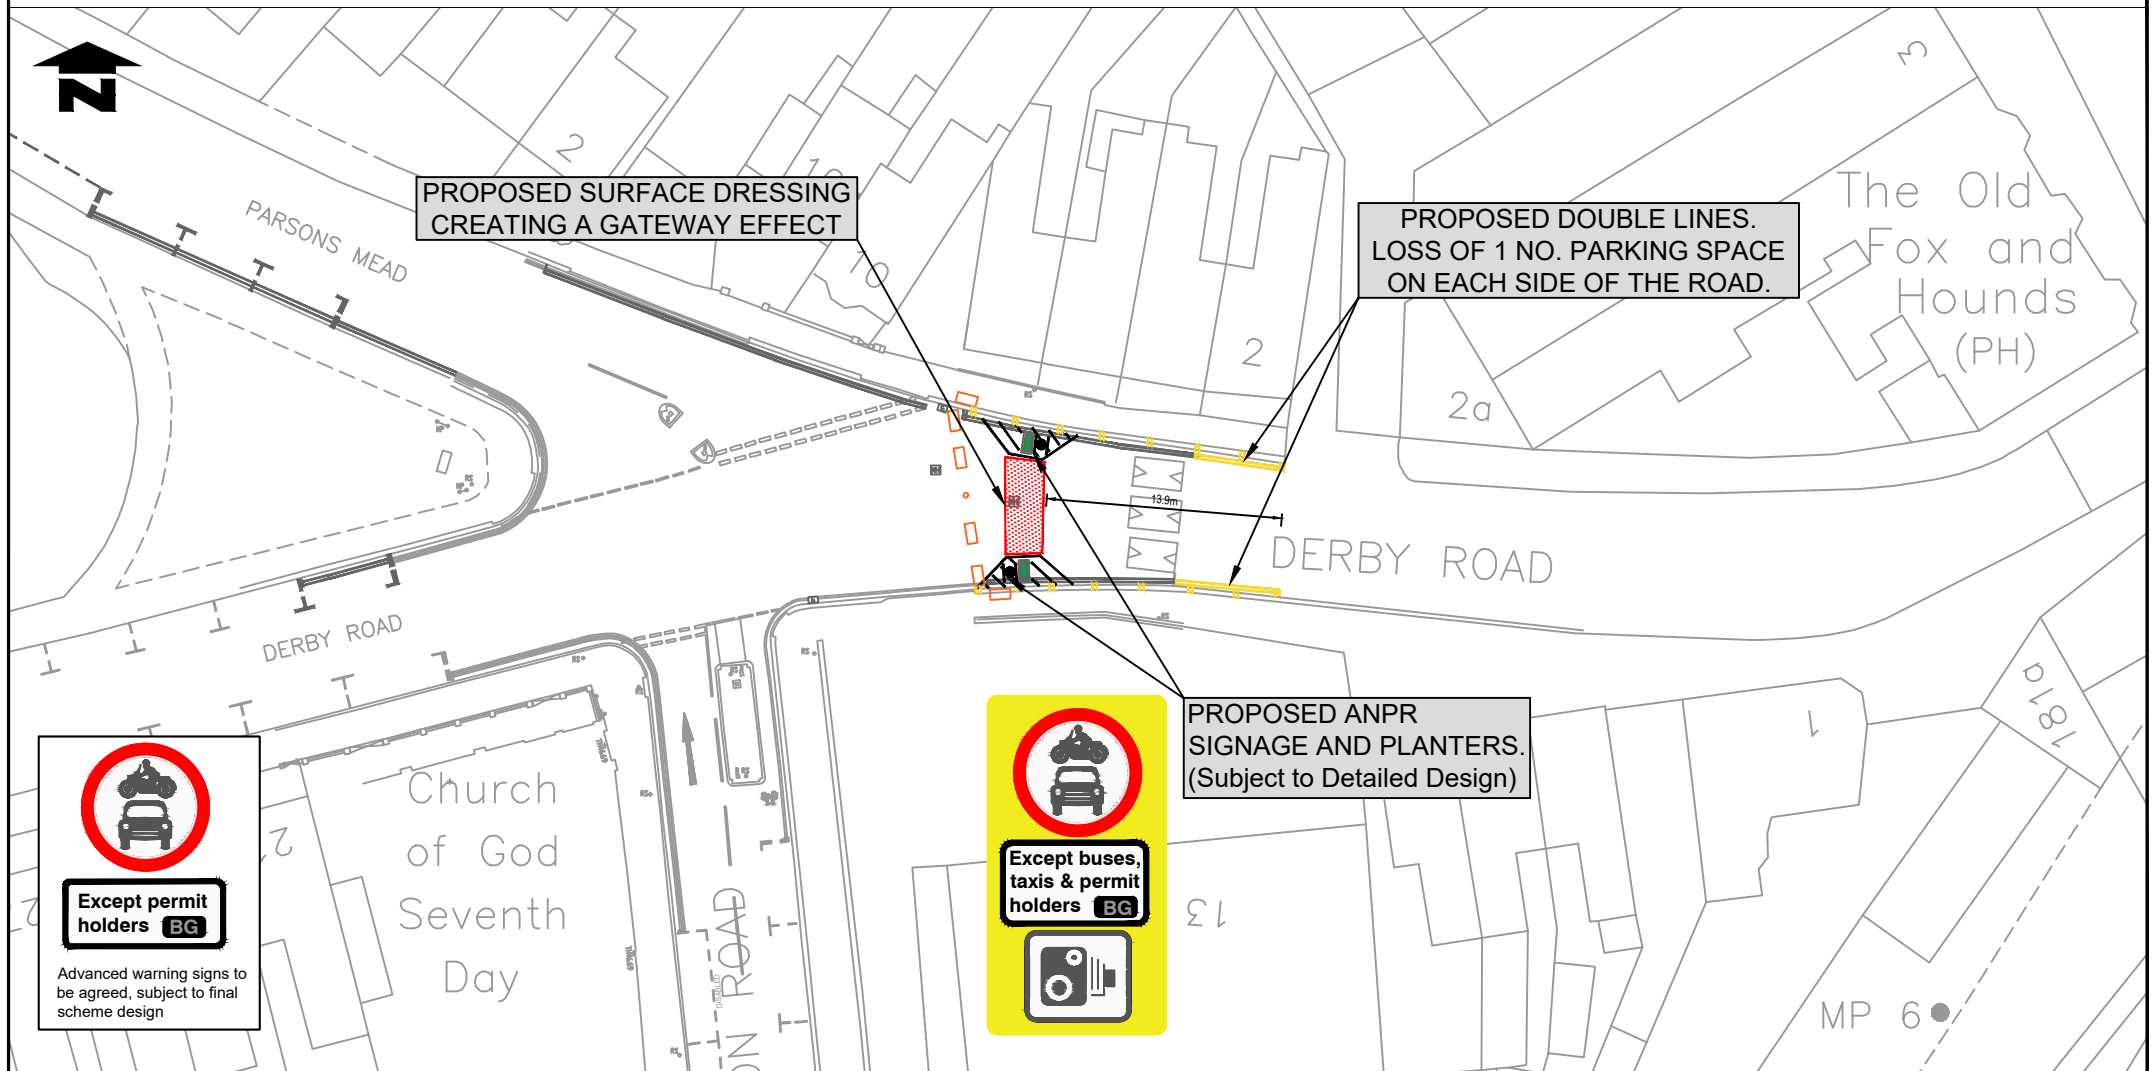 N
PARSONS MEAD
PROPOSED SURFACE DRESSING
CREATING A GATEWAY EFFECT
PROPOSED DOUBLE LINES.
LOSS OF 1 NO. PARKING SPACE
ON EACH SIDE OF THE ROAD.
The Old
Fox and
Hounds
(PH)
3
2
10
2
2a
13.9m
DERBY ROAD
DERBY ROAD
PROPOSED ANPR
SIGNAGE AND PLANTERS.
(Subject to Detailed Design)
Church
of God
Seventh
Day
Except permit
holders BG
Advanced warning signs to
be agreed, subject to final
scheme design
Except buses,
taxis & permit
holders BG
13
1
181a
ON ROAD
DISABLED
MP 6